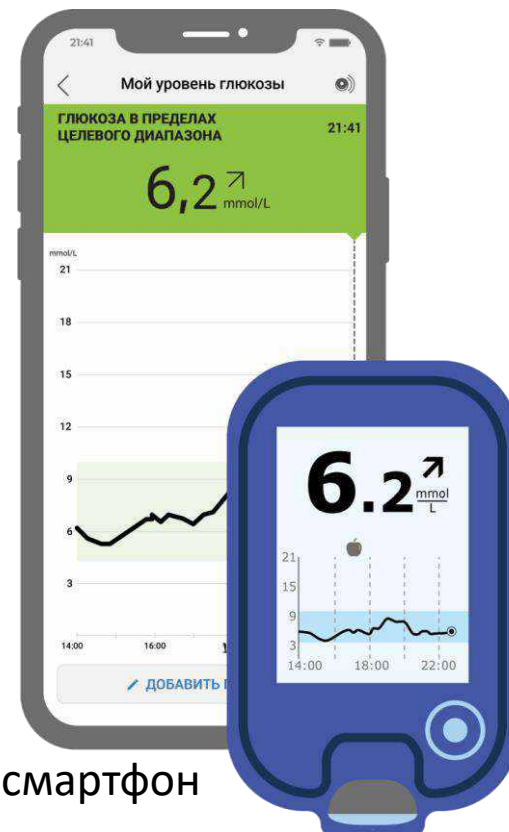 21:41
Мой уровень глюкозы
ГЛЮКОЗА В ПРЕДЕЛАХ
ЦЕЛЕВОГО ДИАПАЗОНА
21:41
6,2 mmol/L
mmol/L
21
18
15
12
9
6
3
14:00 16:00
ДОБАВИТЬ
6.2 mmol
L
21
15
9
3
14:00 18:00 22:00
смартфон